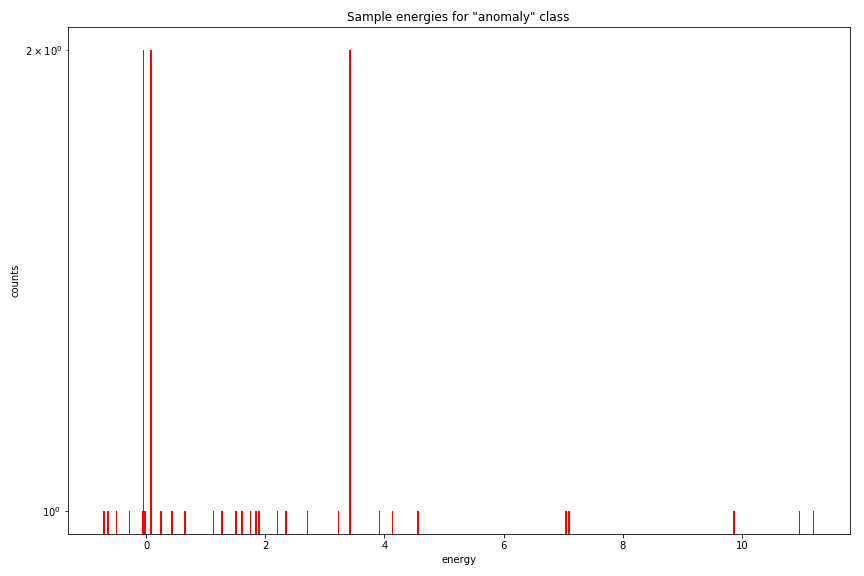 Sample energies for "anomaly" class
2 × 10⁰
10⁰
counts
0 2 4 6 8 10
energy